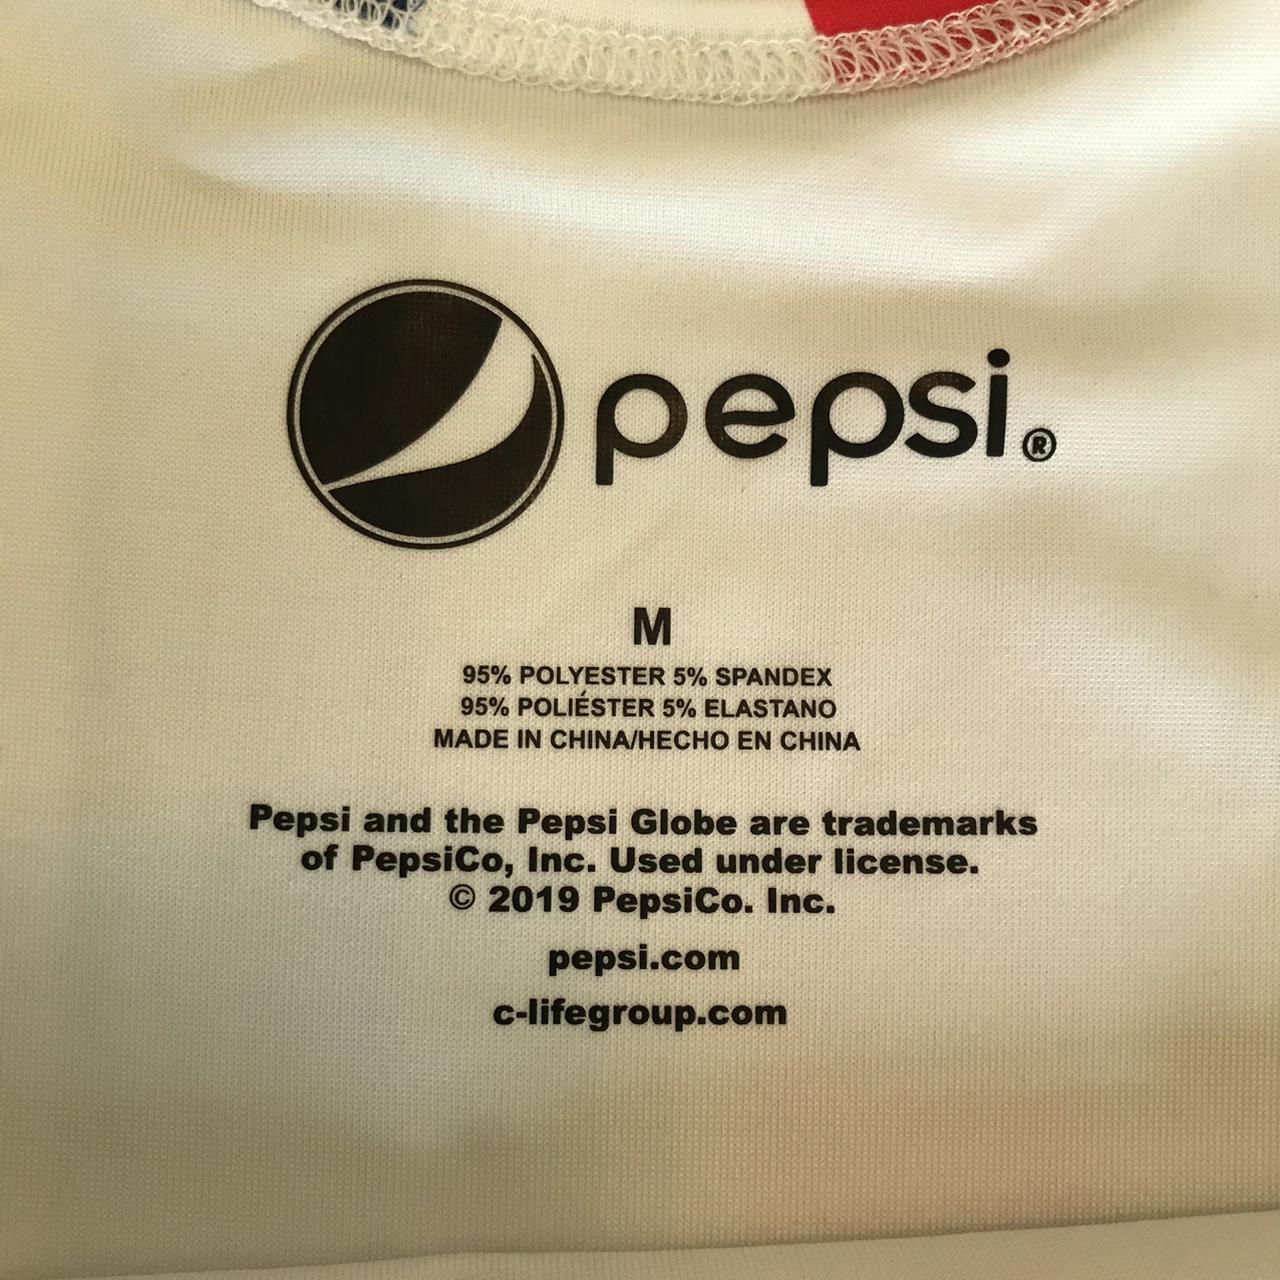 pepsi®
M
95% POLYESTER 5% SPANDEX
95% POLIÉSTER 5% ELASTANO
MADE IN CHINA/HECHO EN CHINA
Pepsi and the Pepsi Globe are trademarks
of PepsiCo, Inc. Used under license.
© 2019 PepsiCo. Inc.
pepsi.com
c-lifegroup.com